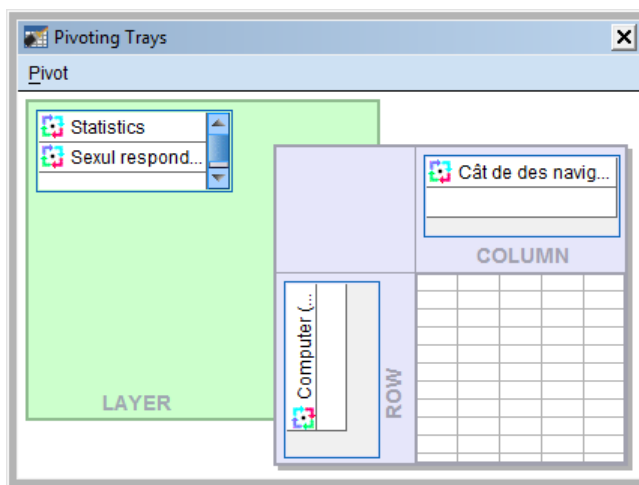 Pivoting Trays
Pivot
Statistics
Sexul respond...
Cât de des navig...
COLUMN
Computer (...
ROW
LAYER